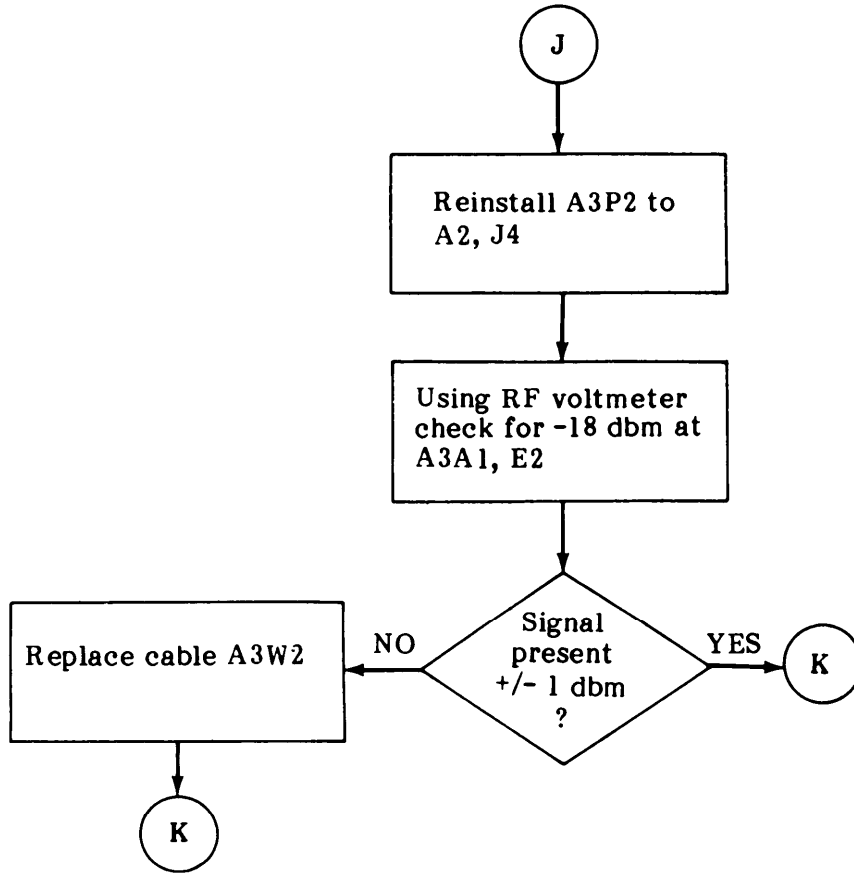 J
Reinstall A3P2 to
A2, J4
Using RF voltmeter
check for -18 dbm at
A3A1, E2
Signal
present
+/- 1 dbm
?
NO
YES
Replace cable A3W2
K
K